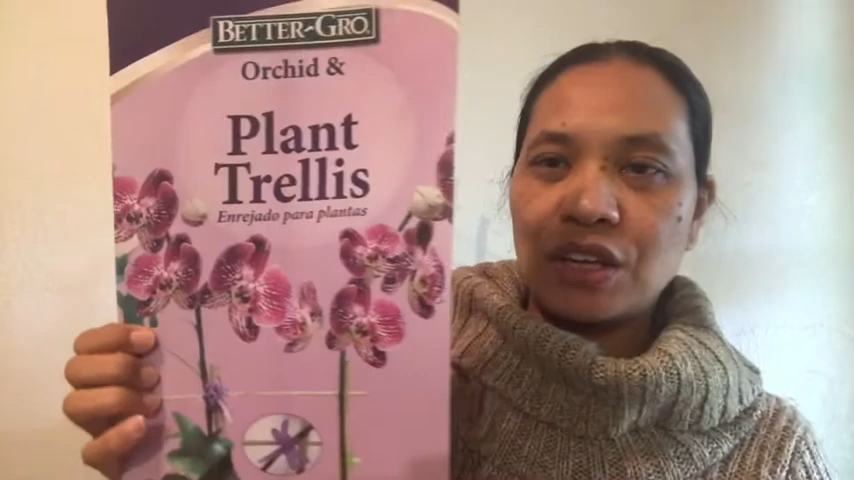 BETTER-GRO
Orchid &
Plant
Trellis
Enrejado para plantas